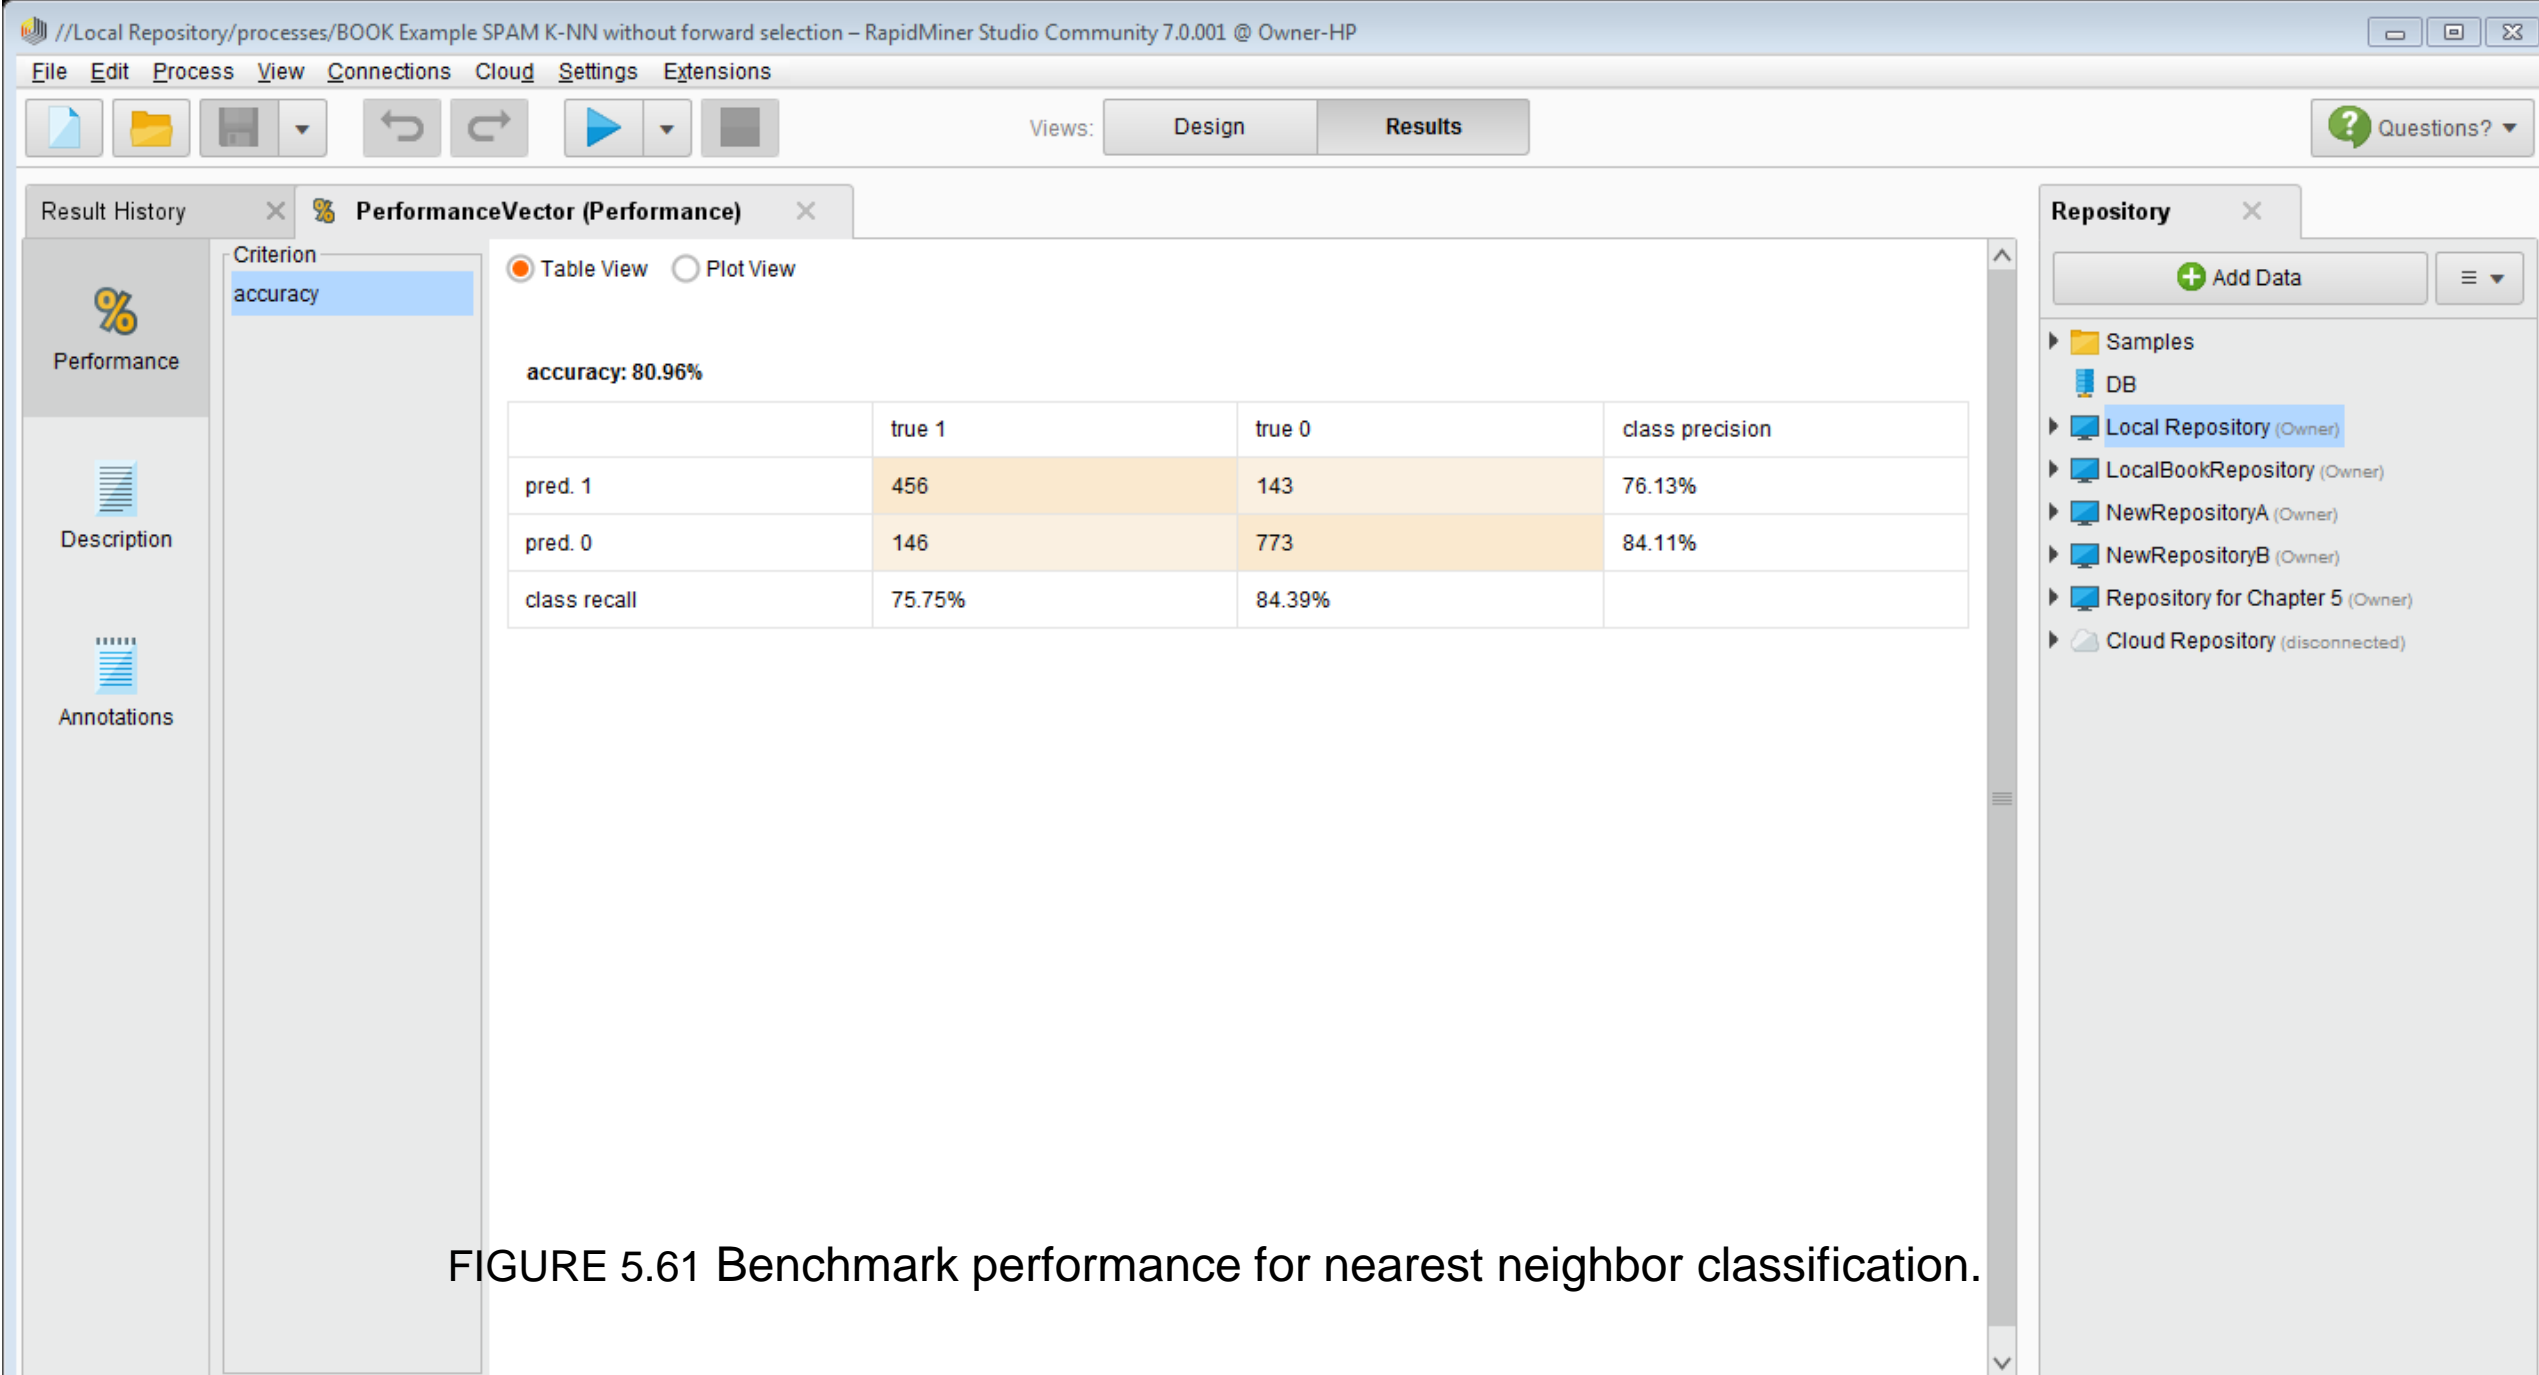 //Local Repository/processes/BOOK Example SPAM K-NN without forward selection – RapidMiner Studio Community 7.0.001 @ Owner-HP
File Edit Process View Connections Cloud Settings Extensions
Views: Design Results Questions?
Result History PerformanceVector (Performance)
Performance
Description
Annotations
Criterion
accuracy
Table View Plot View
accuracy: 80.96%
true 1 true 0 class precision
pred. 1 456 143 76.13%
pred. 0 146 773 84.11%
class recall 75.75% 84.39%
FIGURE 5.61 Benchmark performance for nearest neighbor classification.
Repository
Add Data
Samples
DB
Local Repository (Owner)
LocalBookRepository (Owner)
NewRepositoryA (Owner)
NewRepositoryB (Owner)
Repository for Chapter 5 (Owner)
Cloud Repository (disconnected)